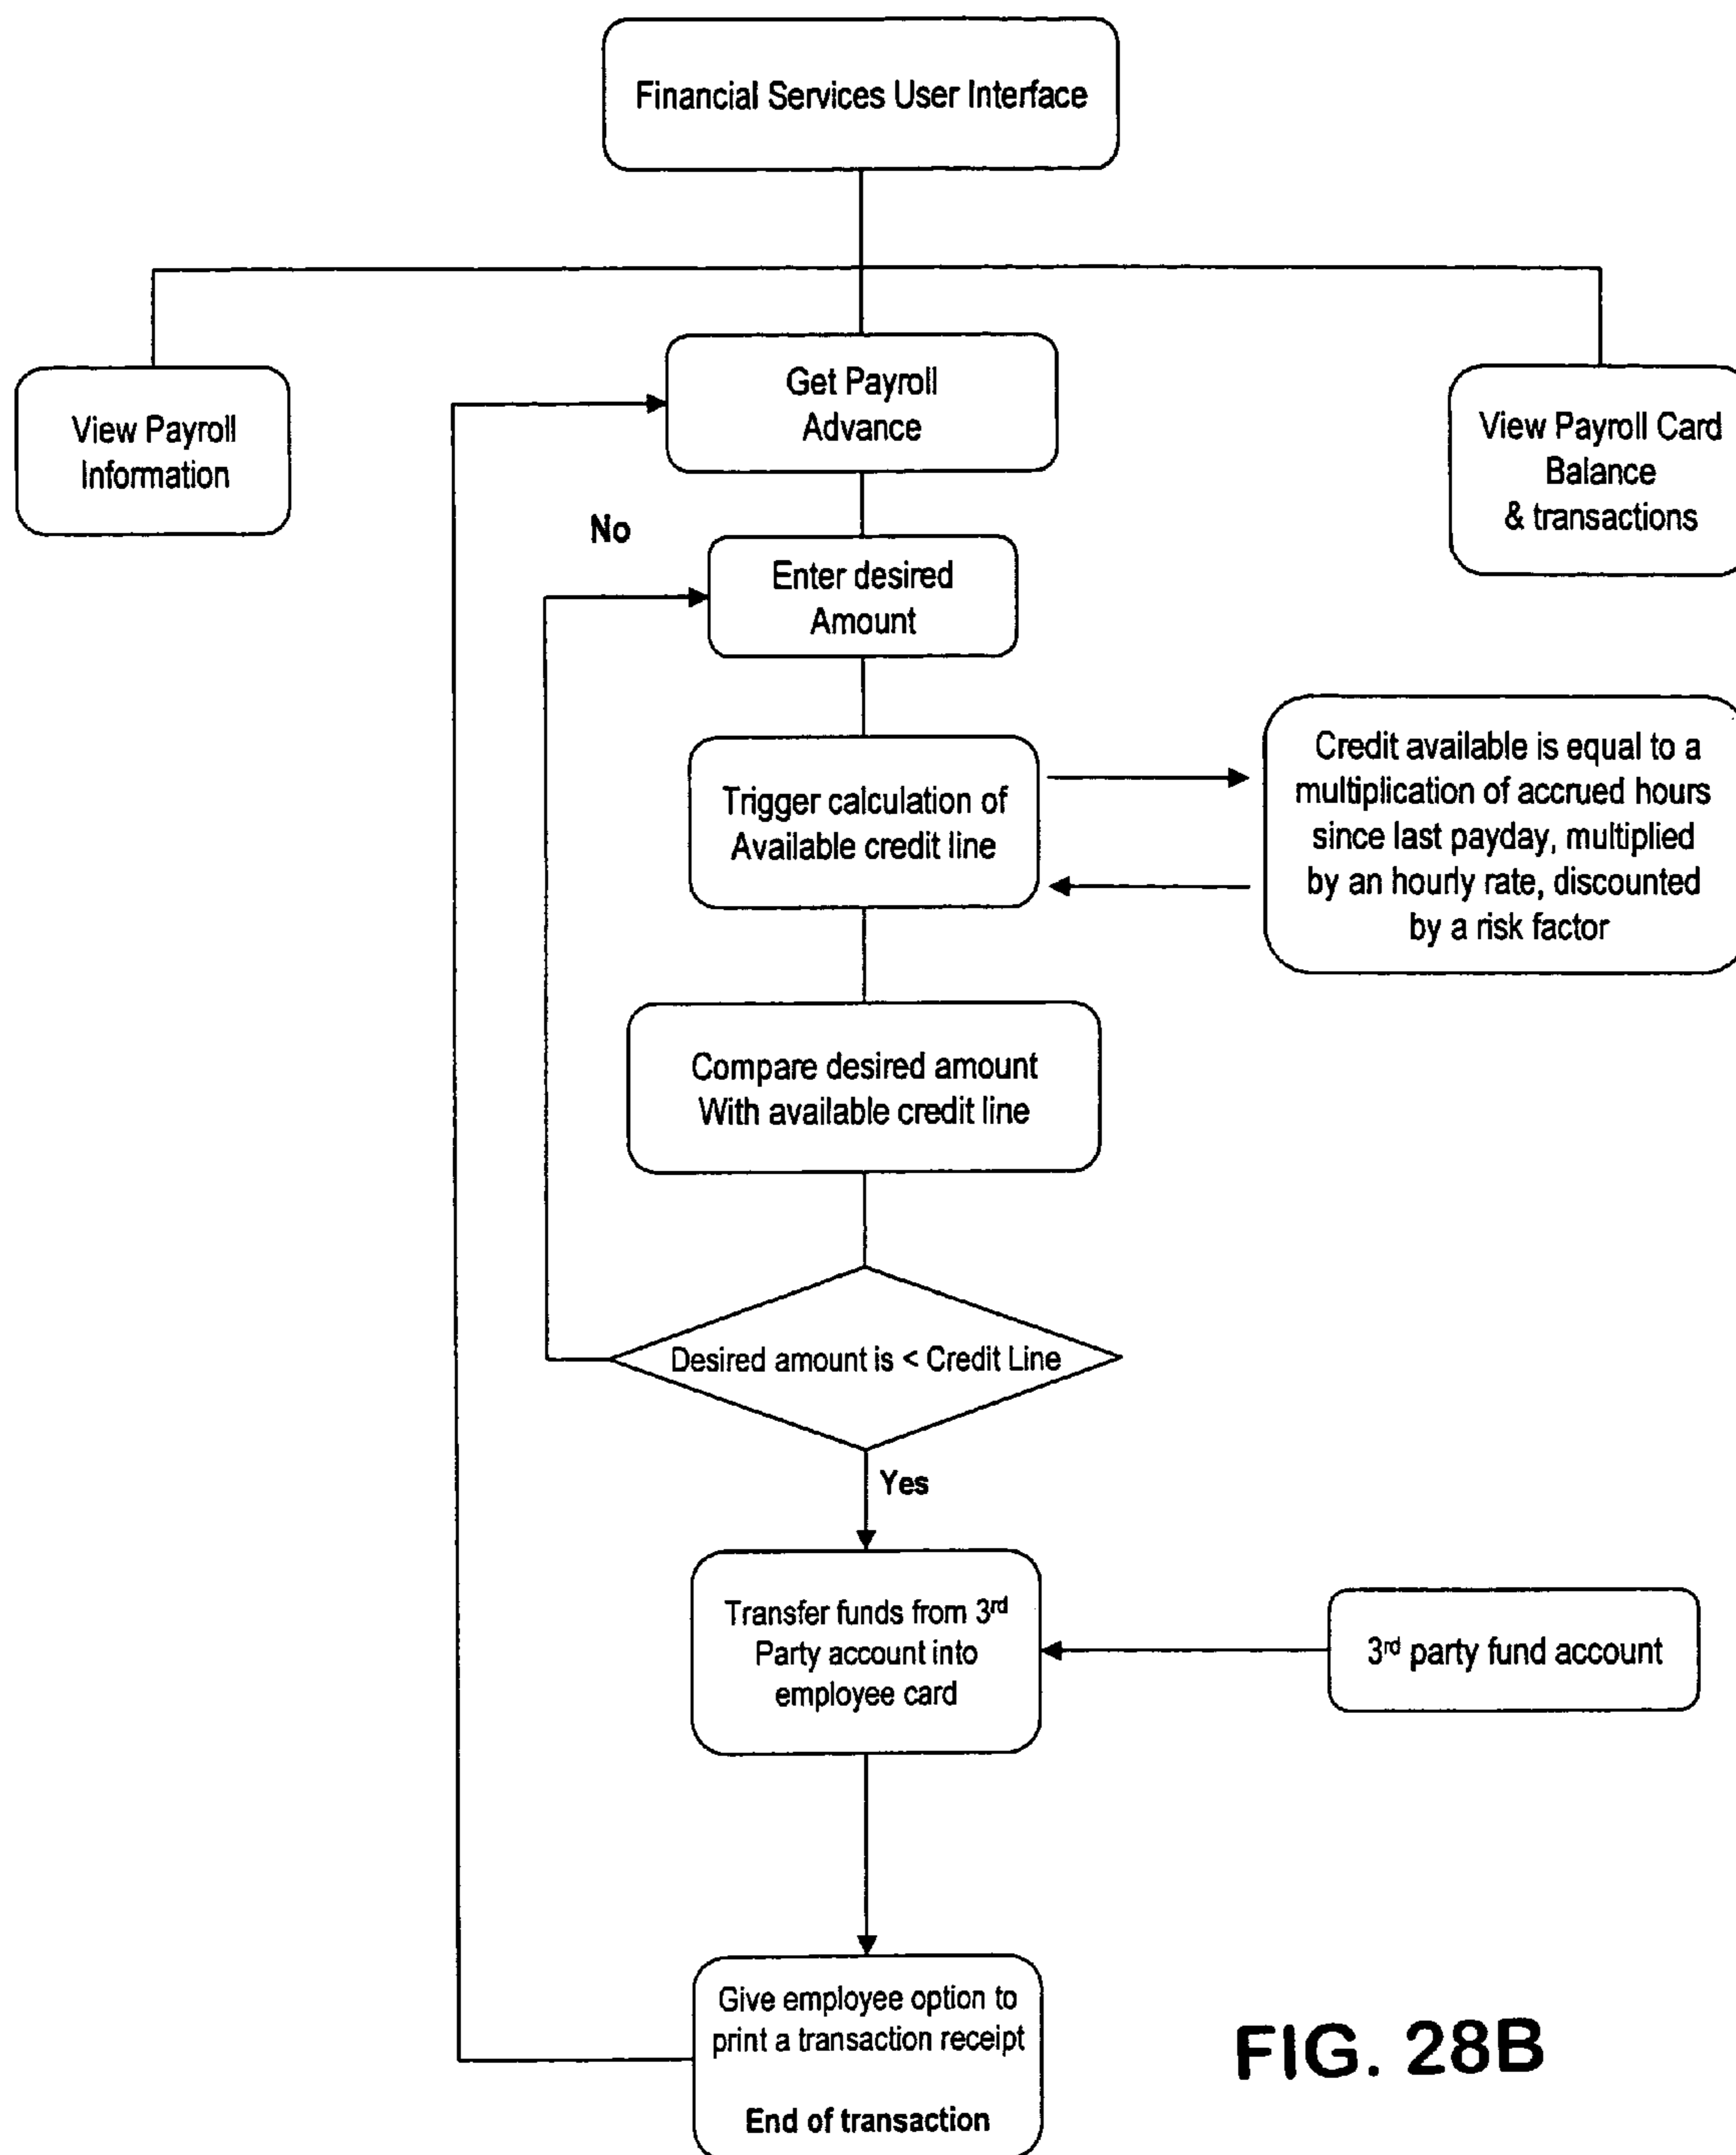 Financial Services User Interface
View Payroll
Information
Get Payroll
Advance
View Payroll Card
Balance
& transactions
No
Enter desired
Amount
Trigger calculation of
Available credit line
Credit available is equal to a
multiplication of accrued hours
since last payday, multiplied
by an hourly rate, discounted
by a risk factor
Compare desired amount
With available credit line
Desired amount is < Credit Line
Yes
Transfer funds from 3rd
Party account into
employee card
3rd party fund account
Give employee option to
print a transaction receipt
End of transaction
FIG. 28B